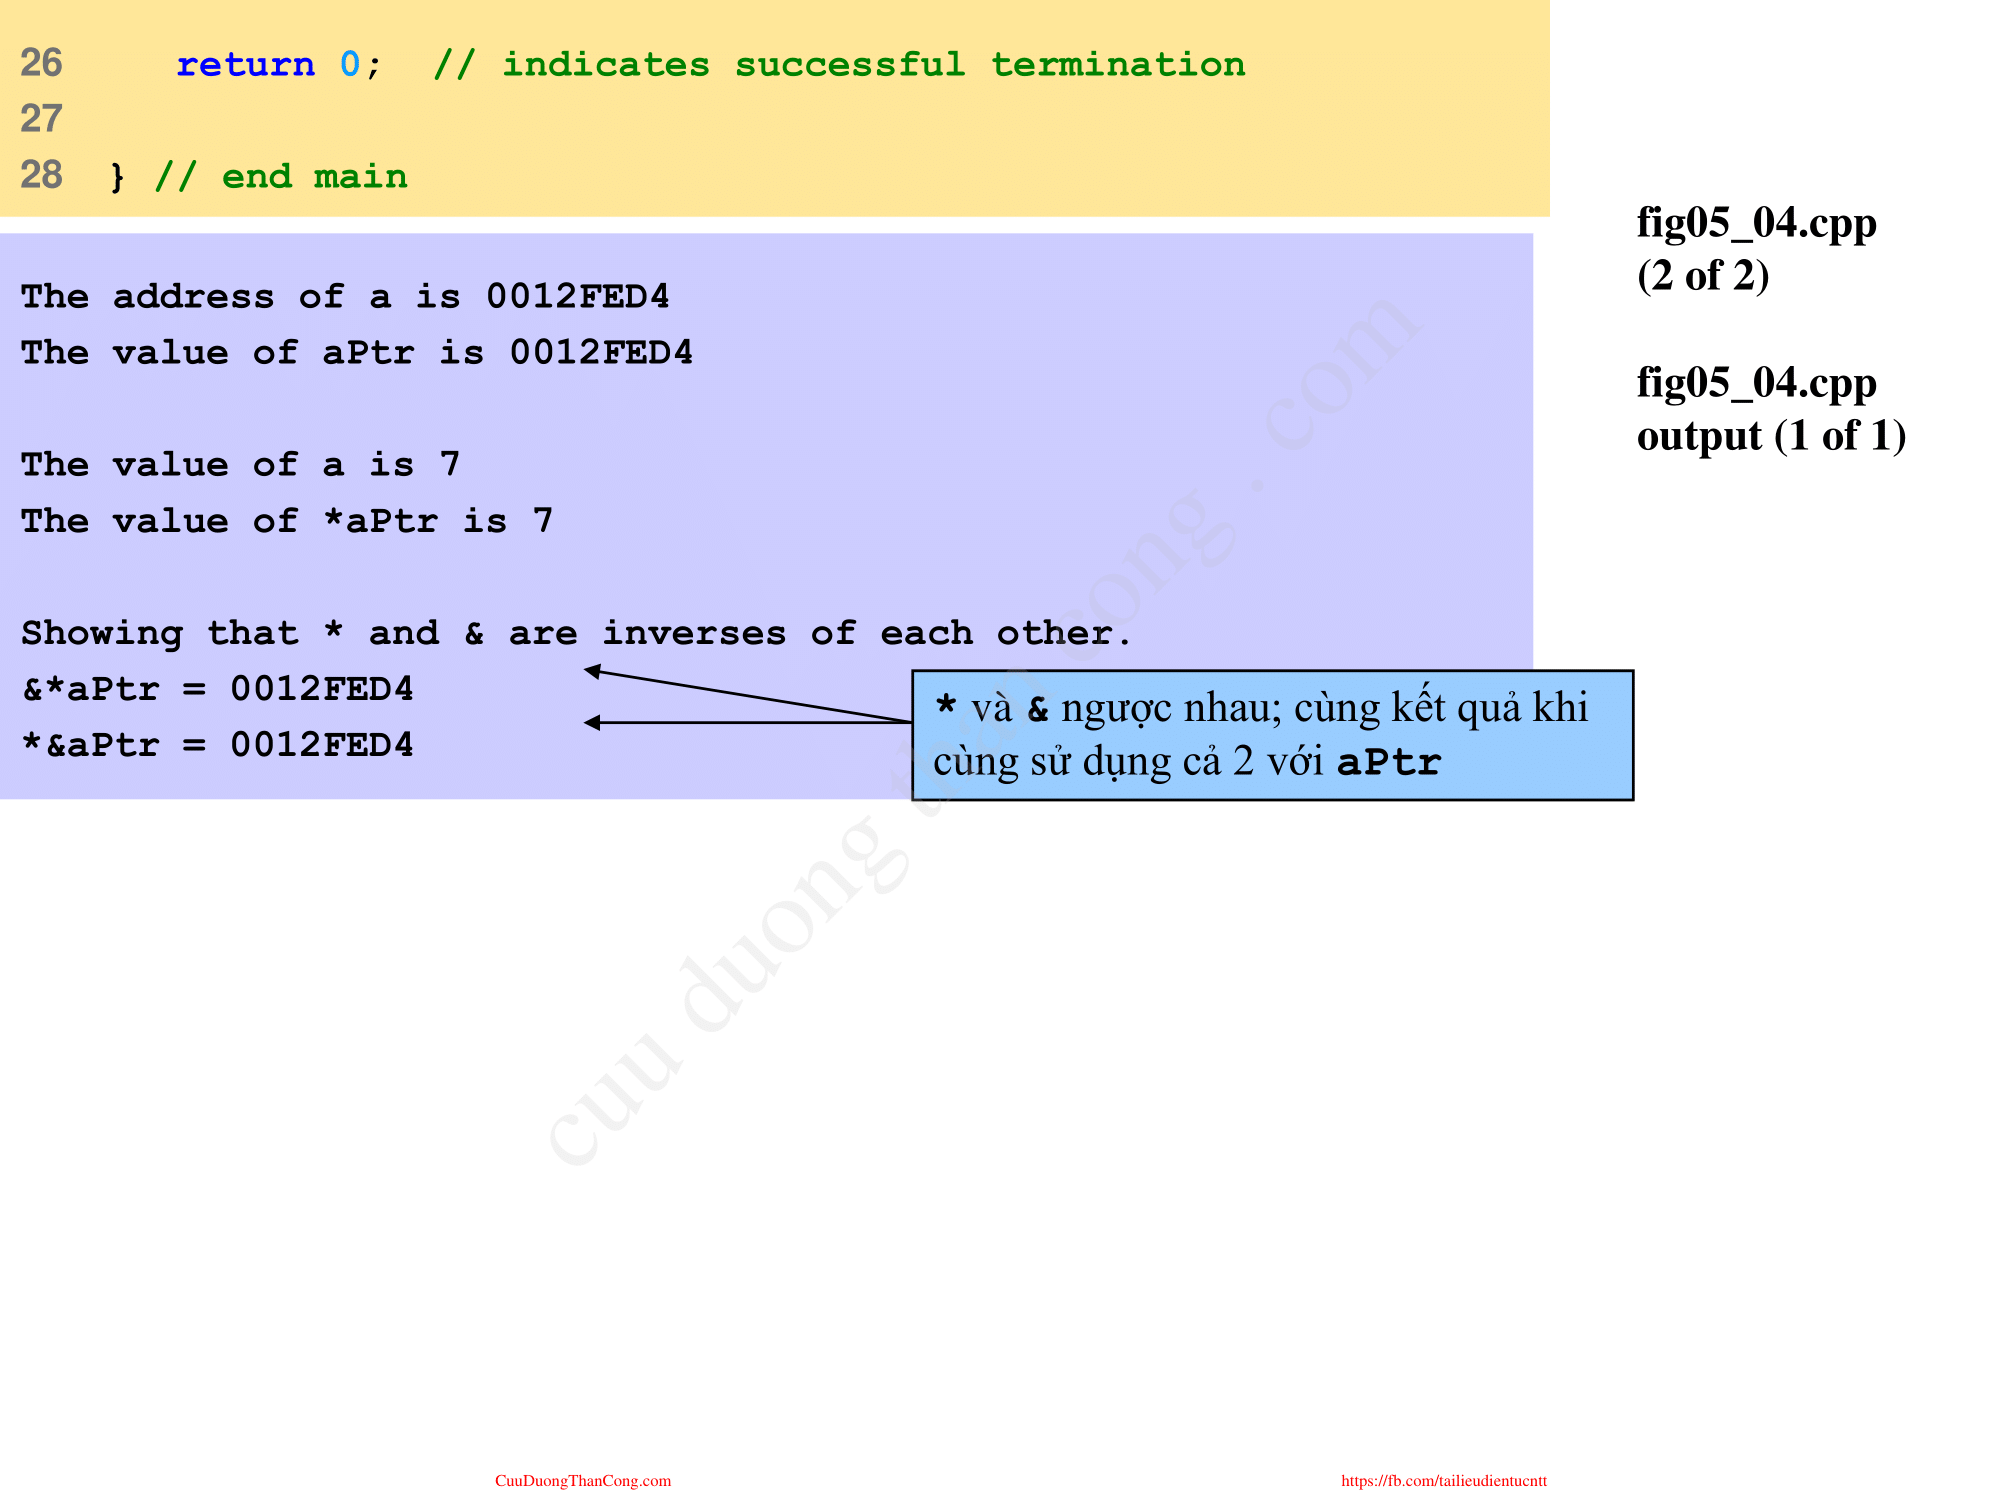 26 return 0; // indicates successful termination
27
28 } // end main
fig05_04.cpp
(2 of 2)
fig05_04.cpp
output (1 of 1)
The address of a is 0012FED4
The value of aPtr is 0012FED4
The value of a is 7
The value of *aPtr is 7
Showing that * and & are inverses of each other.
&*aPtr = 0012FED4
*&aPtr = 0012FED4
* và & ngược nhau; cùng kết quả khi
cùng sử dụng cả 2 với aPtr
cuu duong than cong . com
CuuDuongThanCong.com
https://fb.com/tailieudientucntt